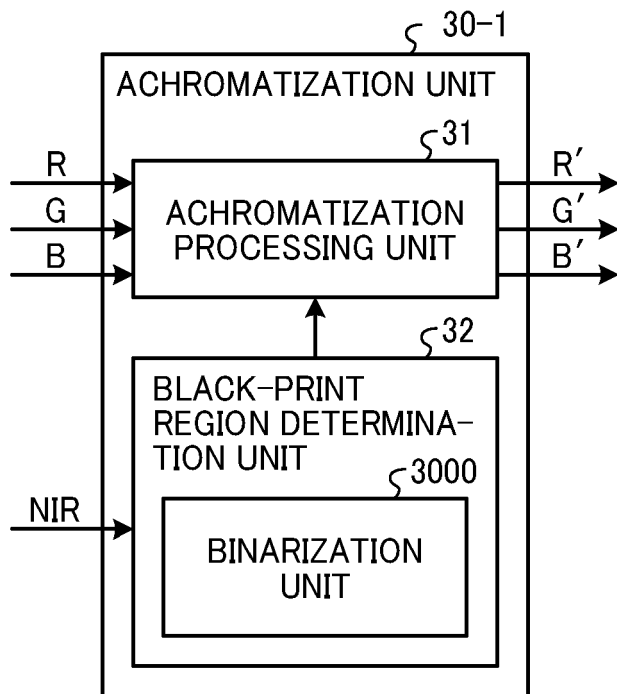 30-1
ACHROMATIZATION UNIT
31
R
R′
G
ACHROMATIZATION
G′
PROCESSING UNIT
B
B′
32
BLACK-PRINT
REGION DETERMINA-
TION UNIT
3000
NIR
BINARIZATION
UNIT